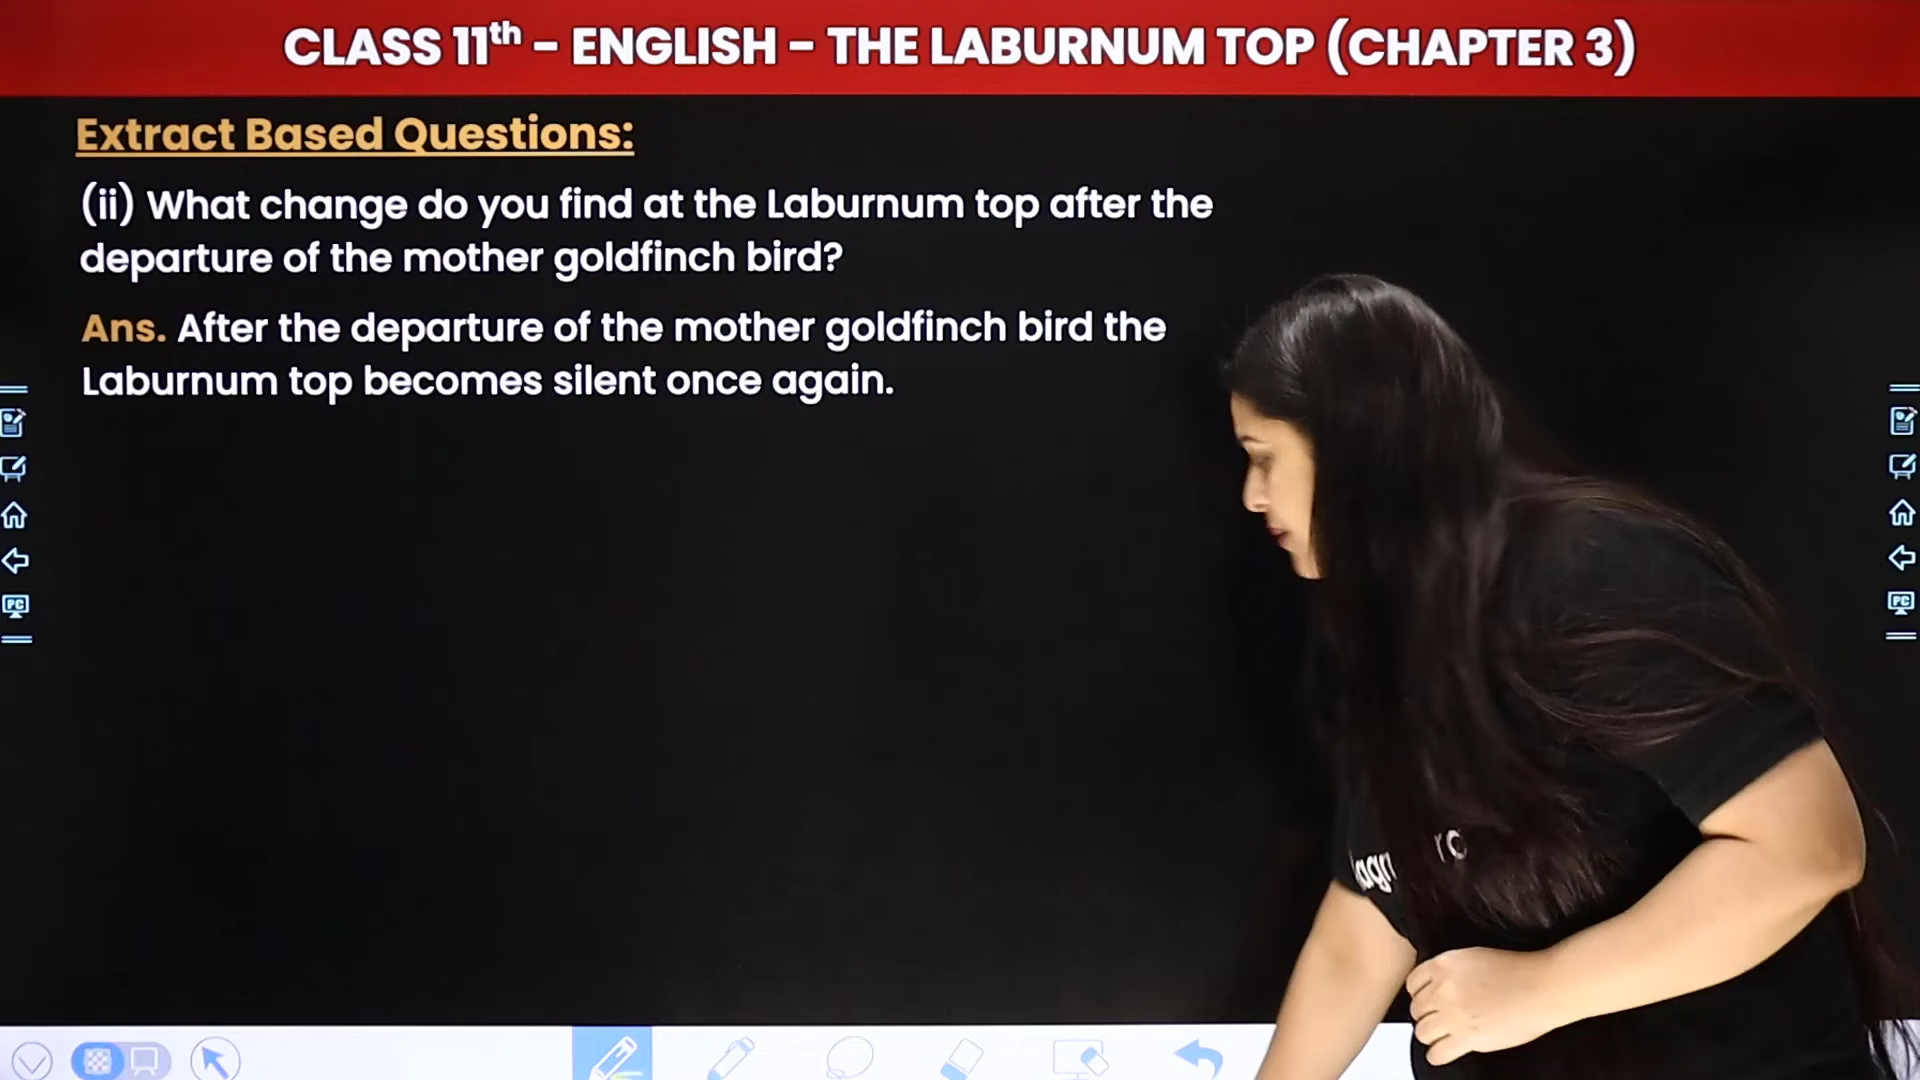 CLASS 11th – ENGLISH – THE LABURNUM TOP (CHAPTER 3)
Extract Based Questions:
(ii) What change do you find at the Laburnum top after the
departure of the mother goldfinch bird?
Ans. After the departure of the mother goldfinch bird the
Laburnum top becomes silent once again.
PC
PC